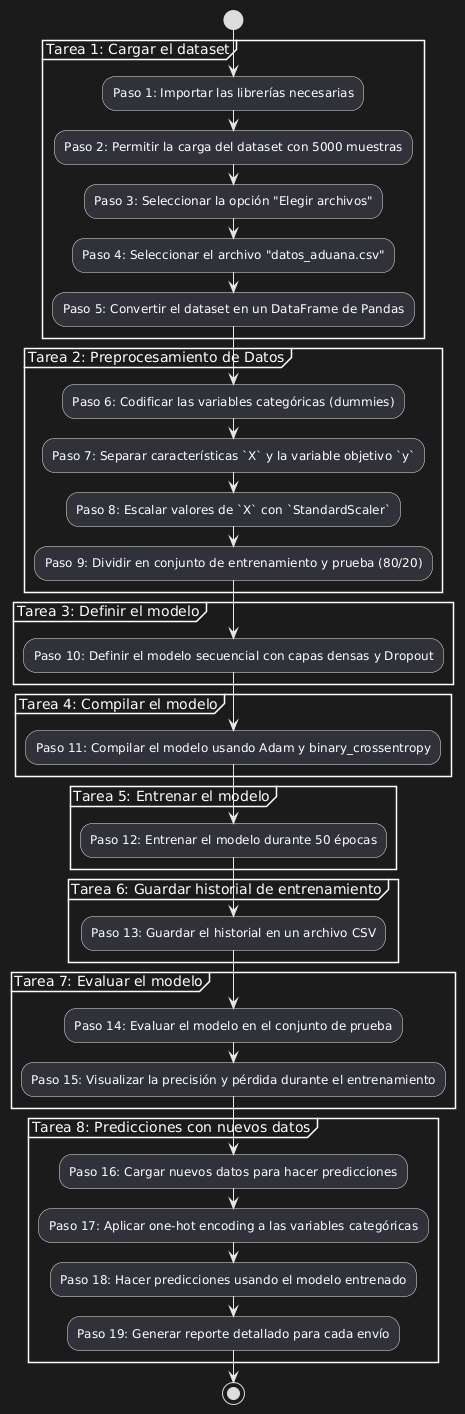 Tarea 1: Cargar el dataset
Paso 1: Importar las librerías necesarias
Paso 2: Permitir la carga del dataset con 5000 muestras
Paso 3: Seleccionar la opción "Elegir archivos"
Paso 4: Seleccionar el archivo "datos_aduana.csv"
Paso 5: Convertir el dataset en un DataFrame de Pandas
Tarea 2: Preprocesamiento de Datos
Paso 6: Codificar las variables categóricas (dummies)
Paso 7: Separar características `X` y la variable objetivo `y`
Paso 8: Escalar valores de `X` con `StandardScaler`
Paso 9: Dividir en conjunto de entrenamiento y prueba (80/20)
Tarea 3: Definir el modelo
Paso 10: Definir el modelo secuencial con capas densas y Dropout
Tarea 4: Compilar el modelo
Paso 11: Compilar el modelo usando Adam y binary_crossentropy
Tarea 5: Entrenar el modelo
Paso 12: Entrenar el modelo durante 50 épocas
Tarea 6: Guardar historial de entrenamiento
Paso 13: Guardar el historial en un archivo CSV
Tarea 7: Evaluar el modelo
Paso 14: Evaluar el modelo en el conjunto de prueba
Paso 15: Visualizar la precisión y pérdida durante el entrenamiento
Tarea 8: Predicciones con nuevos datos
Paso 16: Cargar nuevos datos para hacer predicciones
Paso 17: Aplicar one-hot encoding a las variables categóricas
Paso 18: Hacer predicciones usando el modelo entrenado
Paso 19: Generar reporte detallado para cada envío